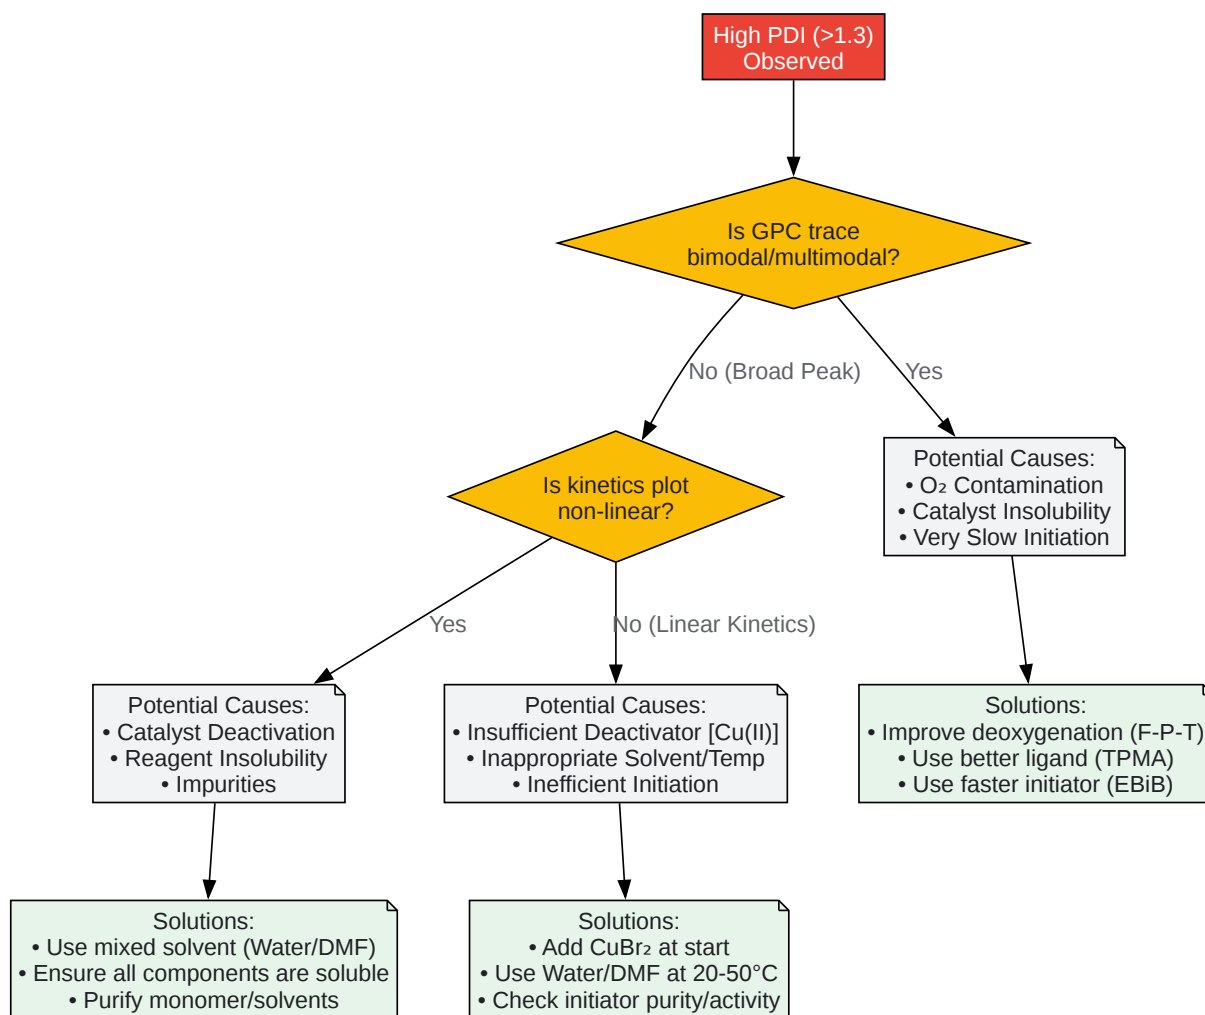 High PDI (>1.3)
Observed
Is GPC trace
bimodal/multimodal?
No (Broad Peak)
Yes
Is kinetics plot
non-linear?
Potential Causes:
• O₂ Contamination
• Catalyst Insolubility
• Very Slow Initiation
Yes
No (Linear Kinetics)
Potential Causes:
• Catalyst Deactivation
• Reagent Insolubility
• Impurities
Potential Causes:
• Insufficient Deactivator [Cu(II)]
• Inappropriate Solvent/Temp
• Inefficient Initiation
Solutions:
• Improve deoxygenation (F-P-T)
• Use better ligand (TPMA)
• Use faster initiator (EBiB)
Solutions:
• Use mixed solvent (Water/DMF)
• Ensure all components are soluble
• Purify monomer/solvents
Solutions:
• Add CuBr₂ at start
• Use Water/DMF at 20-50°C
• Check initiator purity/activity